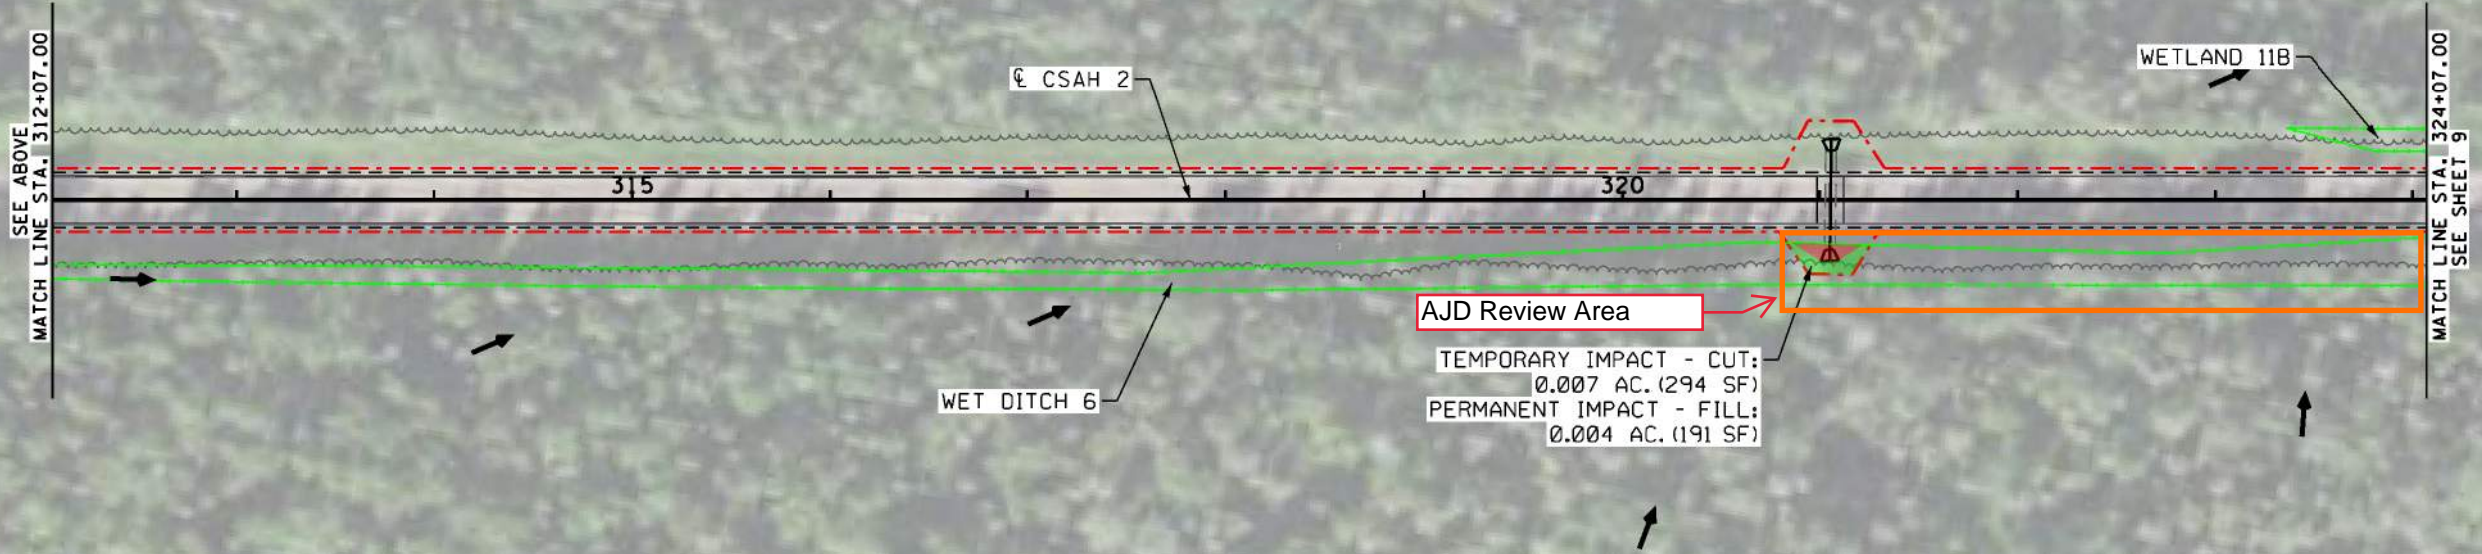 SEE ABOVE
MATCH LINE STA. 312+07.00
℄ CSAH 2
WETLAND 11B
MATCH LINE STA. 324+07.00
SEE SHEET 9
315
320
AJD Review Area
WET DITCH 6
TEMPORARY IMPACT - CUT:
0.007 AC. (294 SF)
PERMANENT IMPACT - FILL:
0.004 AC. (191 SF)